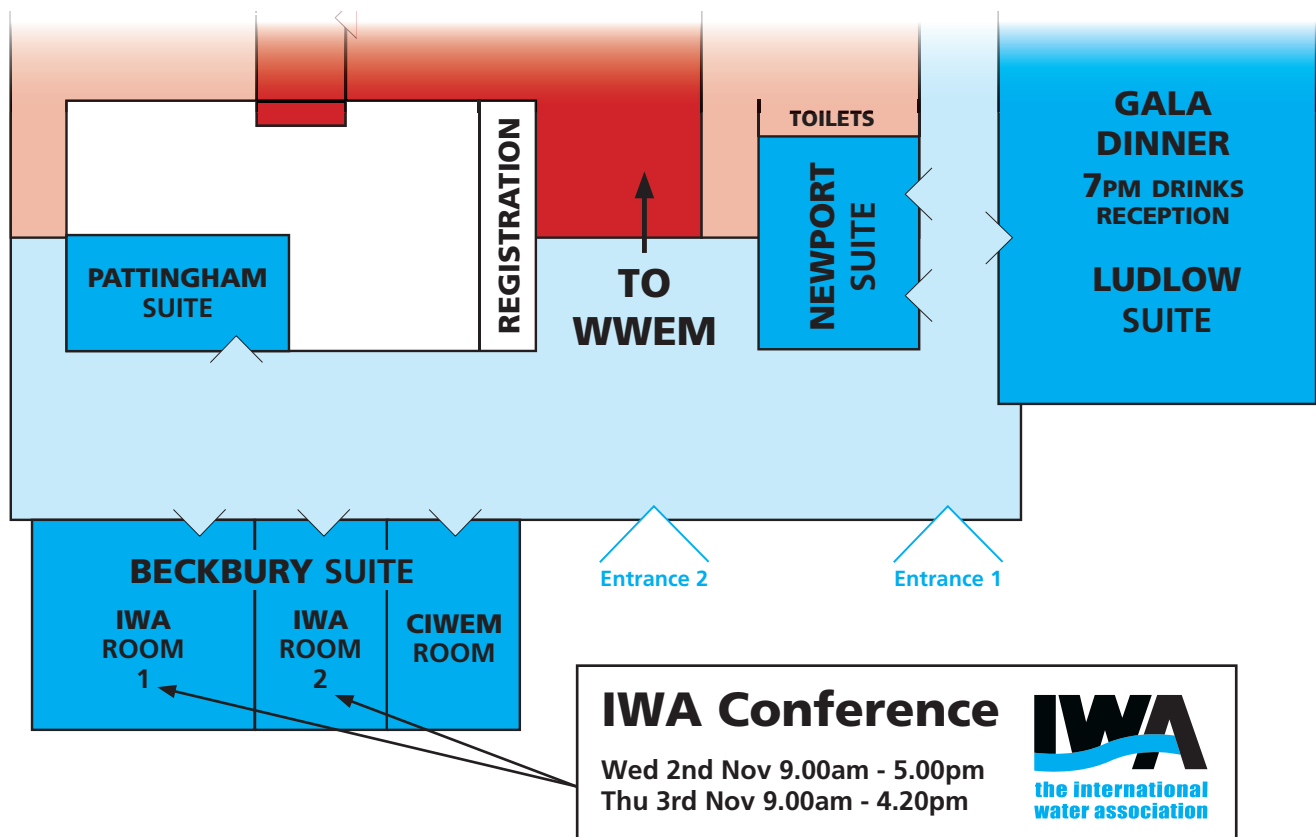 GALA
DINNER
7PM DRINKS
RECEPTION
LUDLOW
SUITE
TOILETS
NEWPORT
SUITE
REGISTRATION
TO
WWEM
PATTINGHAM
SUITE
BECKBURY SUITE
IWA
ROOM
1
IWA
ROOM
2
CIWEM
ROOM
Entrance 2
Entrance 1
IWA Conference
Wed 2nd Nov 9.00am - 5.00pm
Thu 3rd Nov 9.00am - 4.20pm
IWA
the international
water association